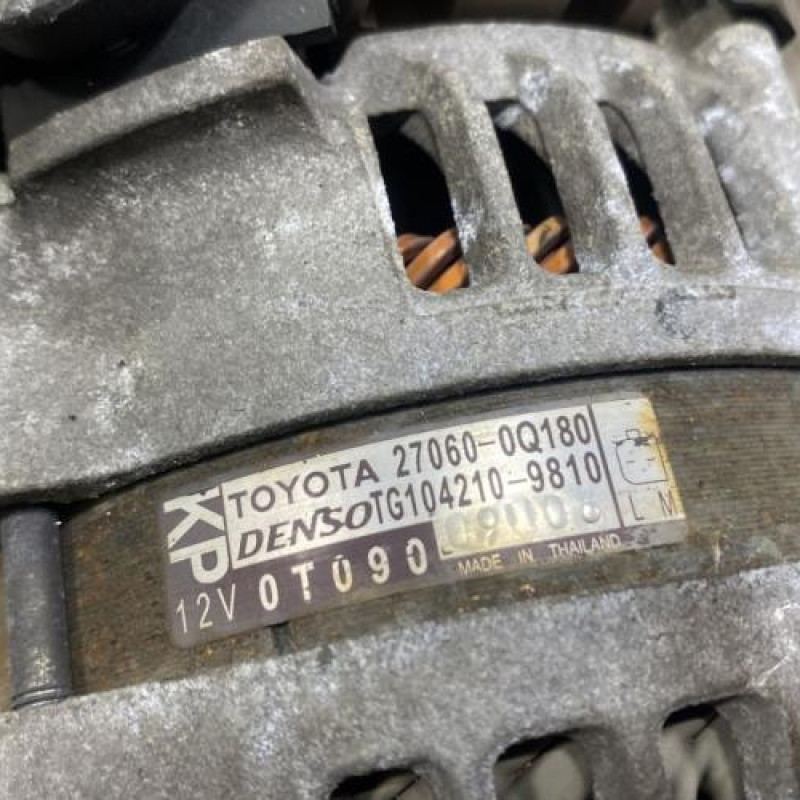 KP
TOYOTA 27060-0Q180
DENSO TG104210-9810
12V 0T090
MADE IN THAILAND
L M